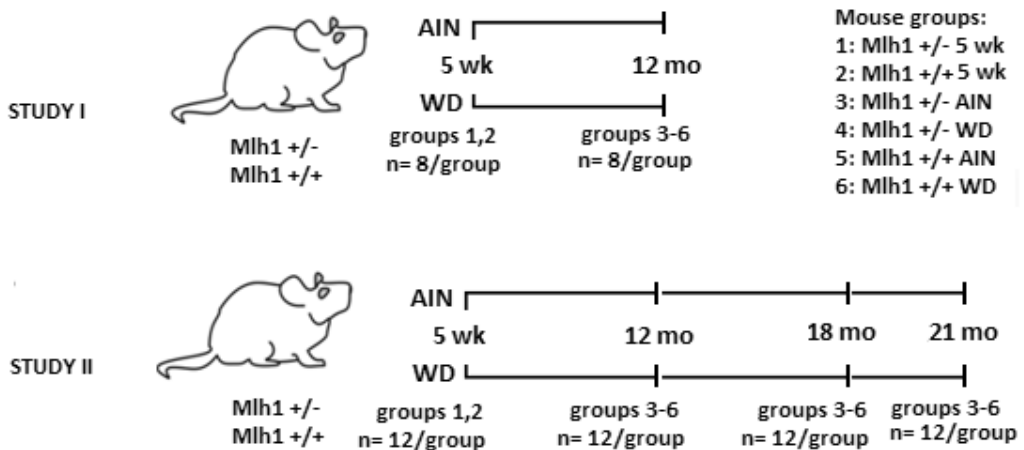 STUDY I
Mlh1 +/-
Mlh1 +/+
AIN
5 wk 12 mo
WD
groups 1,2 groups 3-6
n= 8/group n= 8/group
Mouse groups:
1: Mlh1 +/- 5 wk
2: Mlh1 +/+ 5 wk
3: Mlh1 +/- AIN
4: Mlh1 +/- WD
5: Mlh1 +/+ AIN
6: Mlh1 +/+ WD
STUDY II
Mlh1 +/-
Mlh1 +/+
AIN
5 wk 12 mo 18 mo 21 mo
WD
groups 1,2 groups 3-6 groups 3-6 groups 3-6
n= 12/group n= 12/group n= 12/group n= 12/group